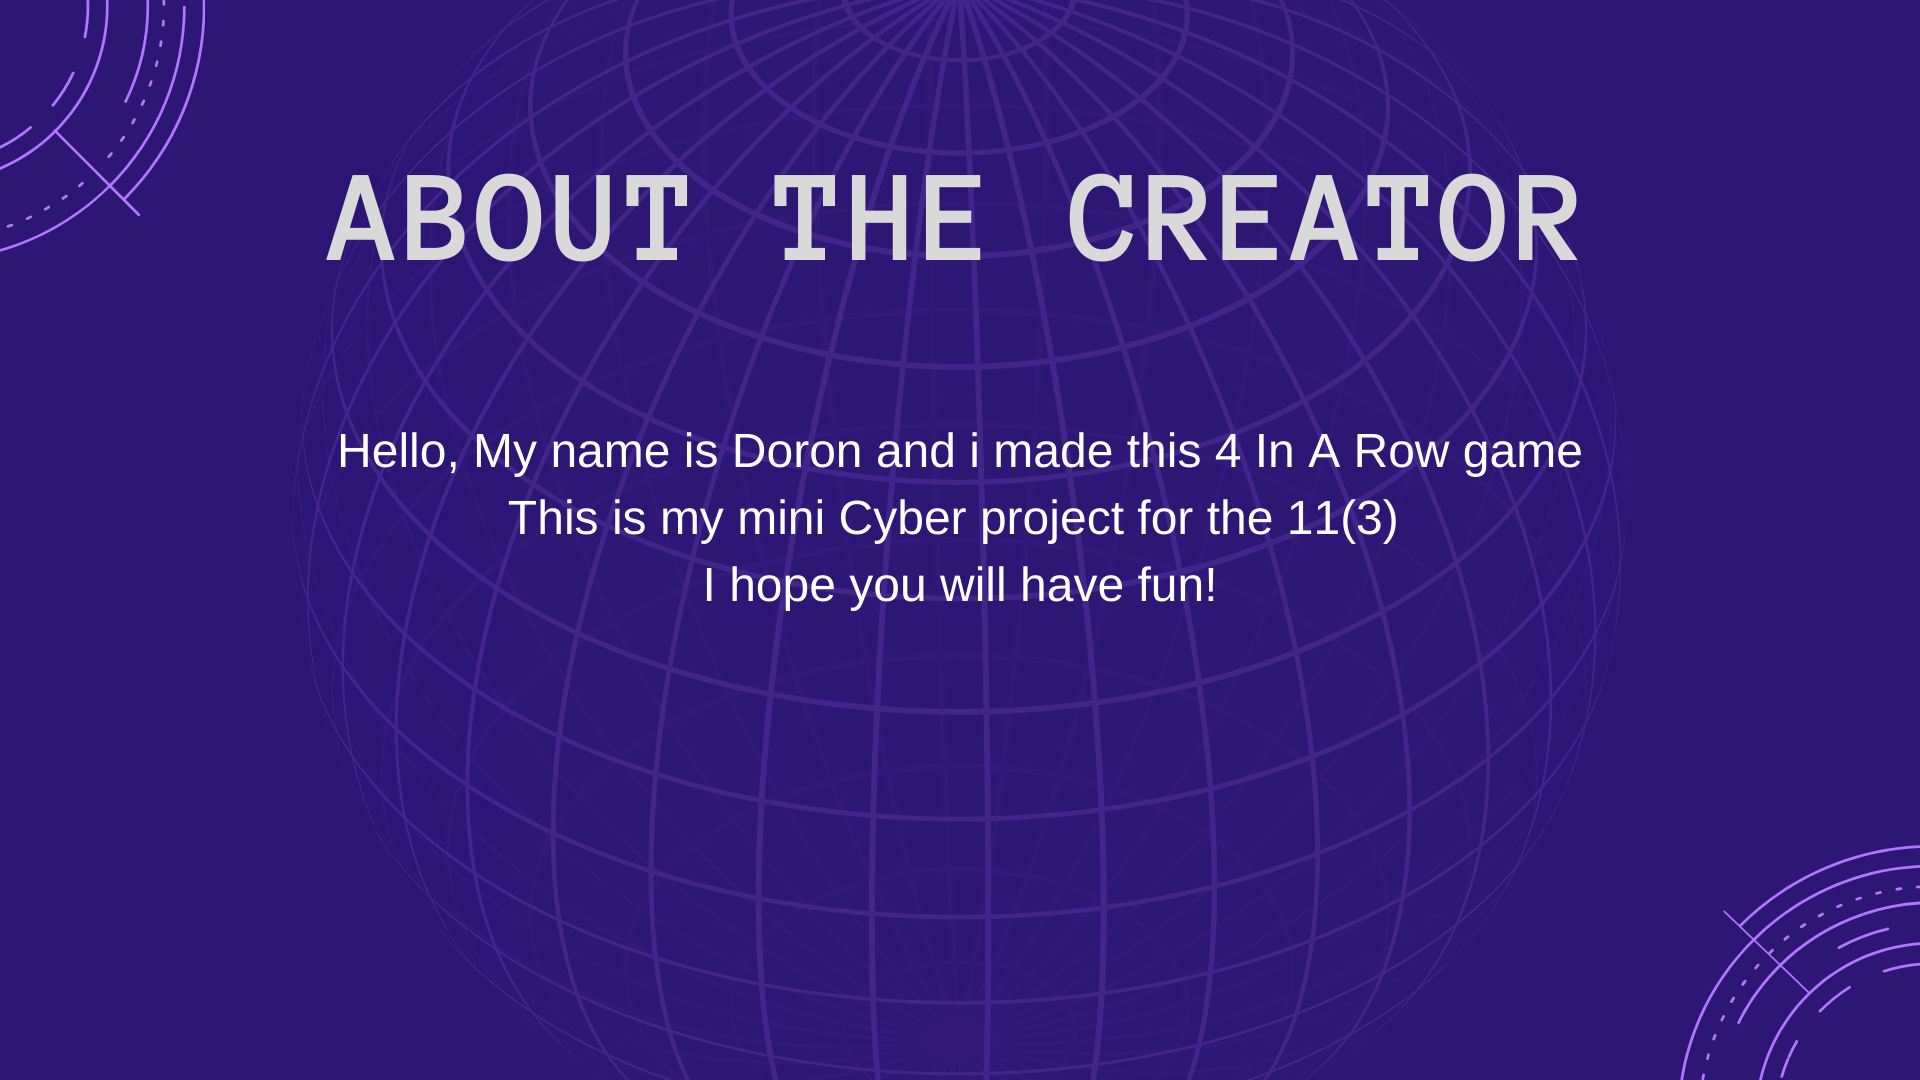 ABOUT THE CREATOR
Hello, My name is Doron and i made this 4 In A Row game
This is my mini Cyber project for the 11(3)
I hope you will have fun!